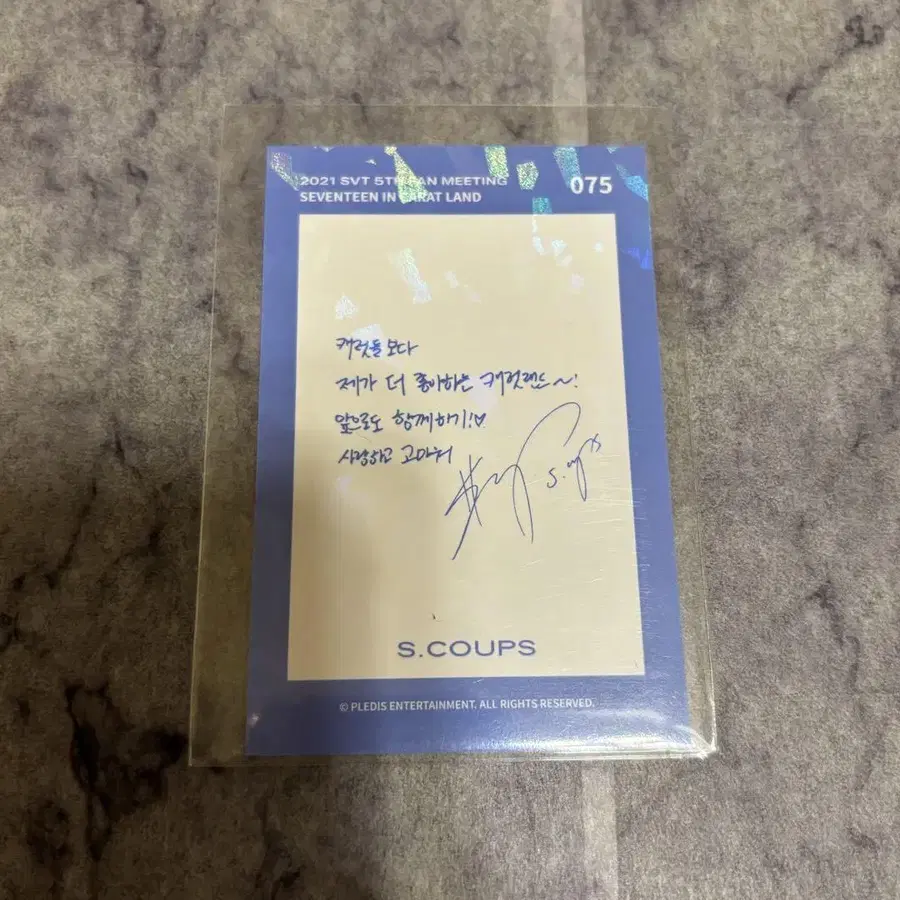 2021 SVT 5TH FAN MEETING
SEVENTEEN IN CARAT LAND
075
캐럿들보다
제가 더 좋아하는 캐럿랜드~!
앞으로도 함께하기!♡
사랑하고 고마워
S.COUPS
S.COUPS
© PLEDIS ENTERTAINMENT. ALL RIGHTS RESERVED.